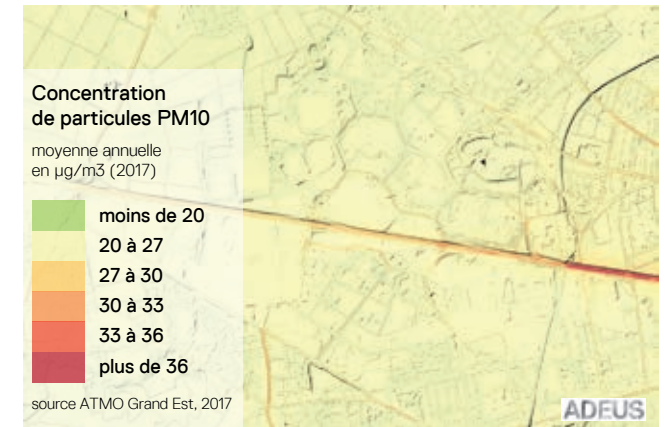 Concentration
de particules PM10
moyenne annuelle
en µg/m3 (2017)
moins de 20
20 à 27
27 à 30
30 à 33
33 à 36
plus de 36
source ATMO Grand Est, 2017
ADEUS